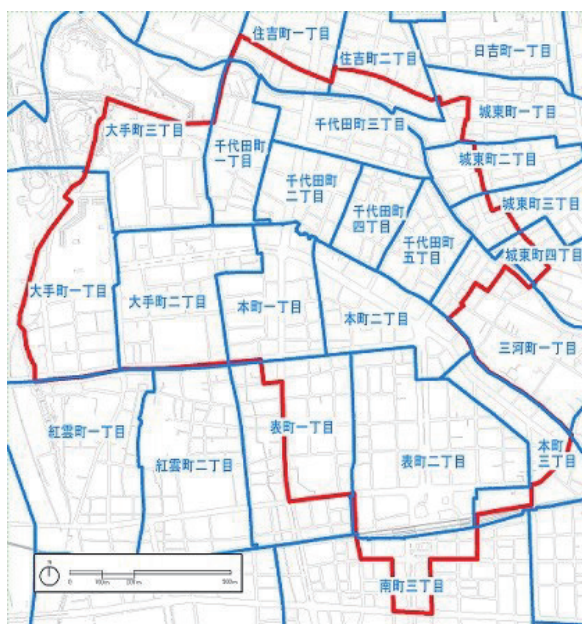 住吉町一丁目
住吉町二丁目
日吉町一丁目
城東町一丁目
大手町三丁目
千代田町
一丁目
千代田町三丁目
城東町二丁目
千代田町
二丁目
千代田町
四丁目
城東町三丁目
千代田町
五丁目
城東町四丁目
大手町一丁目
大手町二丁目
本町一丁目
本町二丁目
三河町一丁目
紅雲町一丁目
紅雲町二丁目
表町一丁目
表町二丁目
本町
三丁目
南町三丁目
N
0 100m 200m 500m